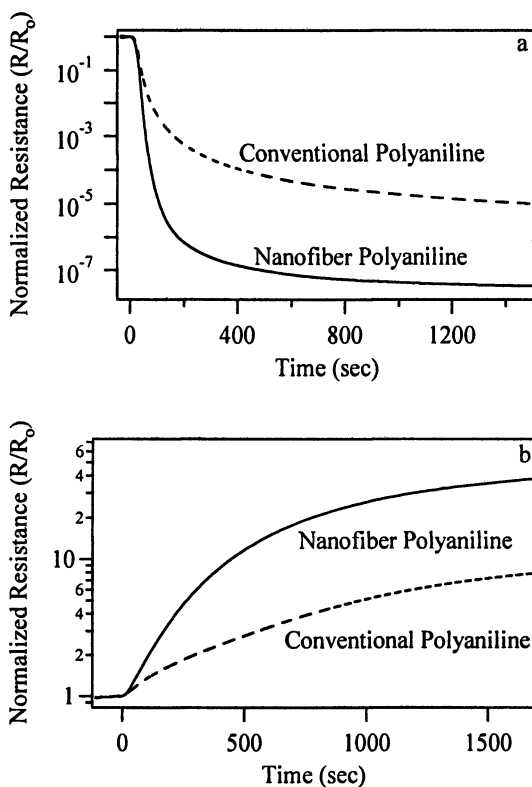 a
Normalized Resistance (R/Ro)
10-1
10-3
10-5
10-7
Conventional Polyaniline
Nanofiber Polyaniline
0
400
800
1200
Time (sec)
b
Normalized Resistance (R/Ro)
6
4
2
10
6
4
2
1
Nanofiber Polyaniline
Conventional Polyaniline
0
500
1000
1500
Time (sec)